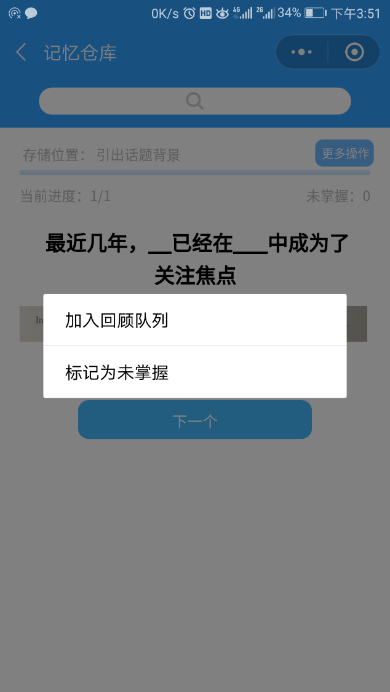 0K/s HD 4G 2G 34% 下午3:51
记忆仓库
存储位置： 引出话题背景
更多操作
当前进度：1/1
未掌握：0
最近几年，__已经在___中成为了
关注焦点
In
加入回顾队列
标记为未掌握
下一个